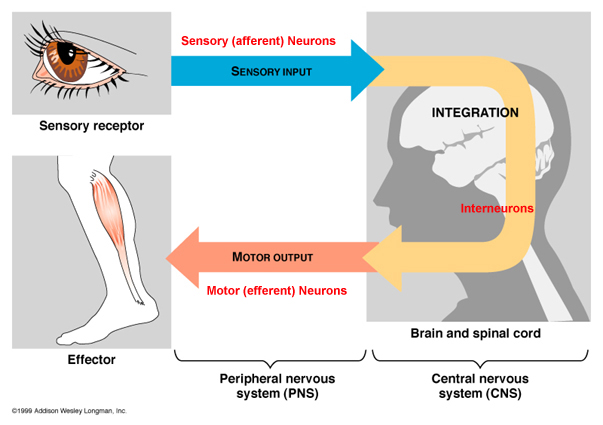 Sensory (afferent) Neurons
SENSORY INPUT
Sensory receptor
INTEGRATION
Interneurons
MOTOR OUTPUT
Motor (efferent) Neurons
Effector
Brain and spinal cord
Peripheral nervous
system (PNS)
Central nervous
system (CNS)
©1999 Addison Wesley Longman, Inc.